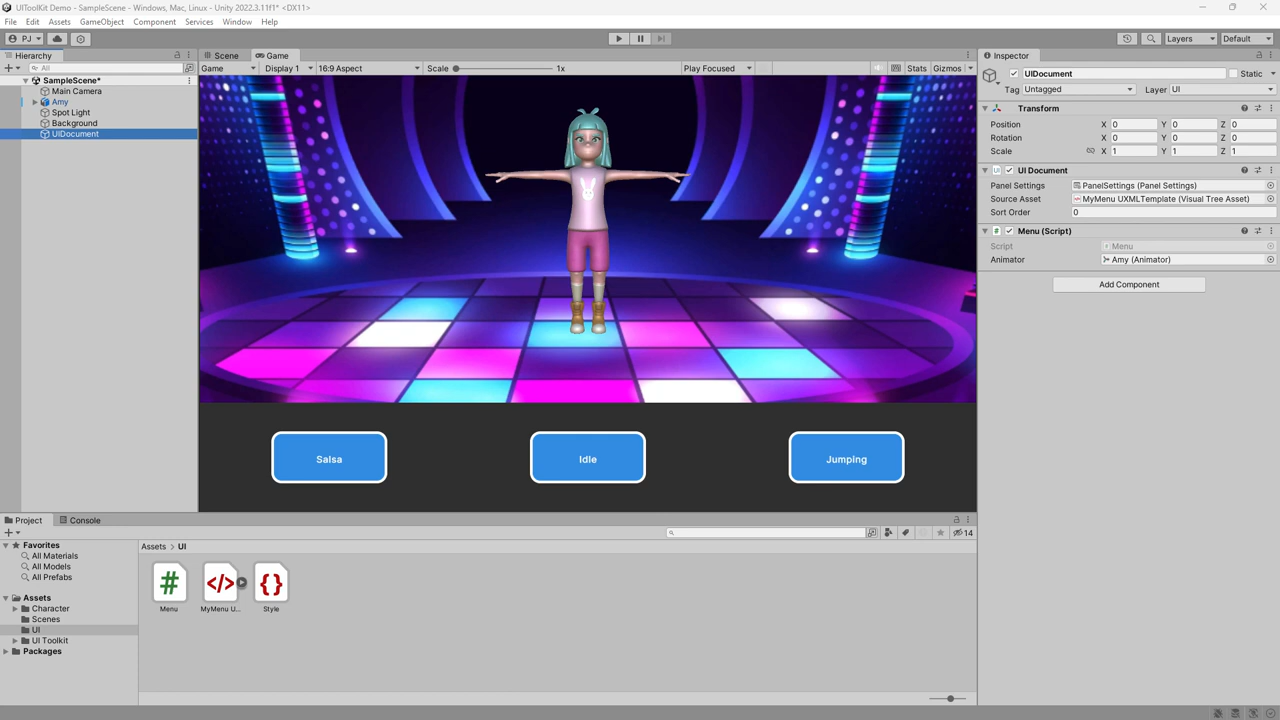 UIToolKit Demo - SampleScene - Windows, Mac, Linux - Unity 2022.3.11f1* <DX11>
File Edit Assets GameObject Component Services Window Help
PJ
Layers
Default
Hierarchy
All
SampleScene*
Main Camera
Amy
Spot Light
Background
UIDocument
Scene
Game
Game
Display 1
16:9 Aspect
Scale
1x
Play Focused
Stats
Gizmos
Salsa
Idle
Jumping
Inspector
UIDocument
Static
Tag Untagged
Layer UI
Transform
Position X 0 Y 0 Z 0
Rotation X 0 Y 0 Z 0
Scale X 1 Y 1 Z 1
UI Document
Panel Settings PanelSettings (Panel Settings)
Source Asset MyMenu UXMLTemplate (Visual Tree Asset)
Sort Order 0
Menu (Script)
Script Menu
Animator Amy (Animator)
Add Component
Project
Console
14
Favorites
All Materials
All Models
All Prefabs
Assets
Character
Scenes
UI
UI Toolkit
Packages
Assets > UI
Menu
MyMenu U...
Style